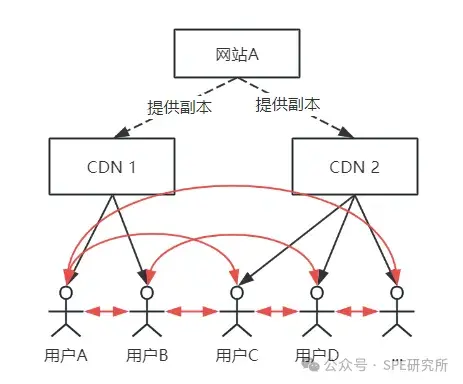 网站A
提供副本
提供副本
CDN 1
CDN 2
用户A
用户B
用户C
用户D
...
公众号 · SPE研究所